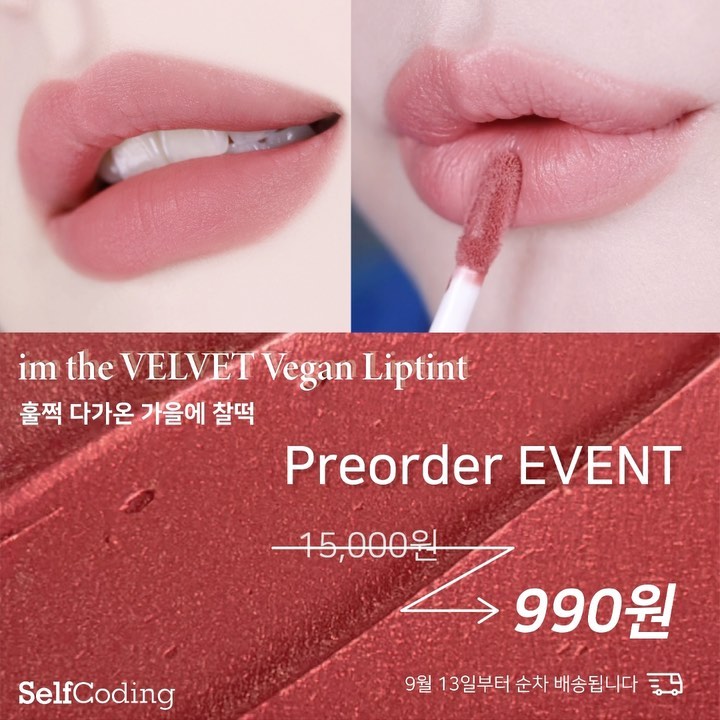 im the VELVET Vegan Liptint
훌쩍 다가온 가을에 찰떡
Preorder EVENT
15,000원
990원
9월 13일부터 순차 배송됩니다
SelfCoding